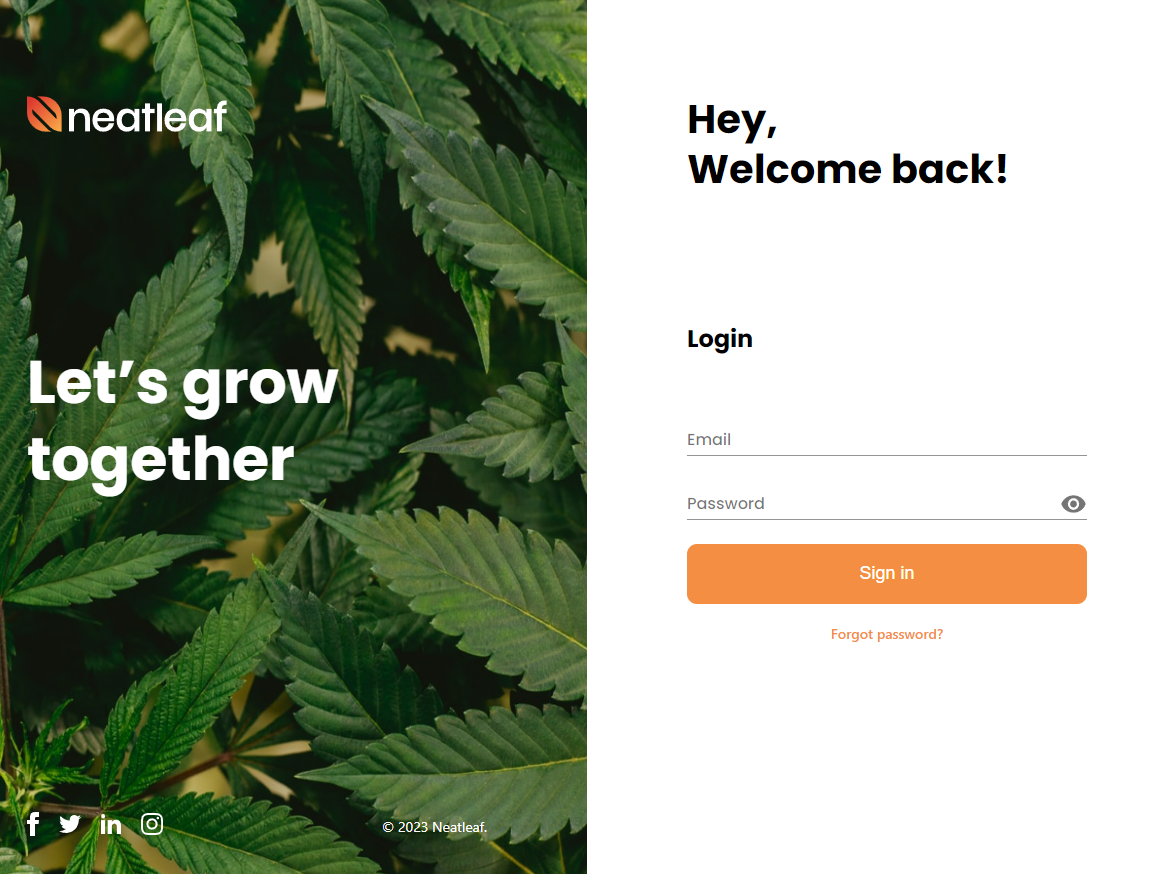 neatleaf
Let’s grow
together
© 2023 Neatleaf.
Hey,
Welcome back!
Login
Email
Password
Sign in
Forgot password?